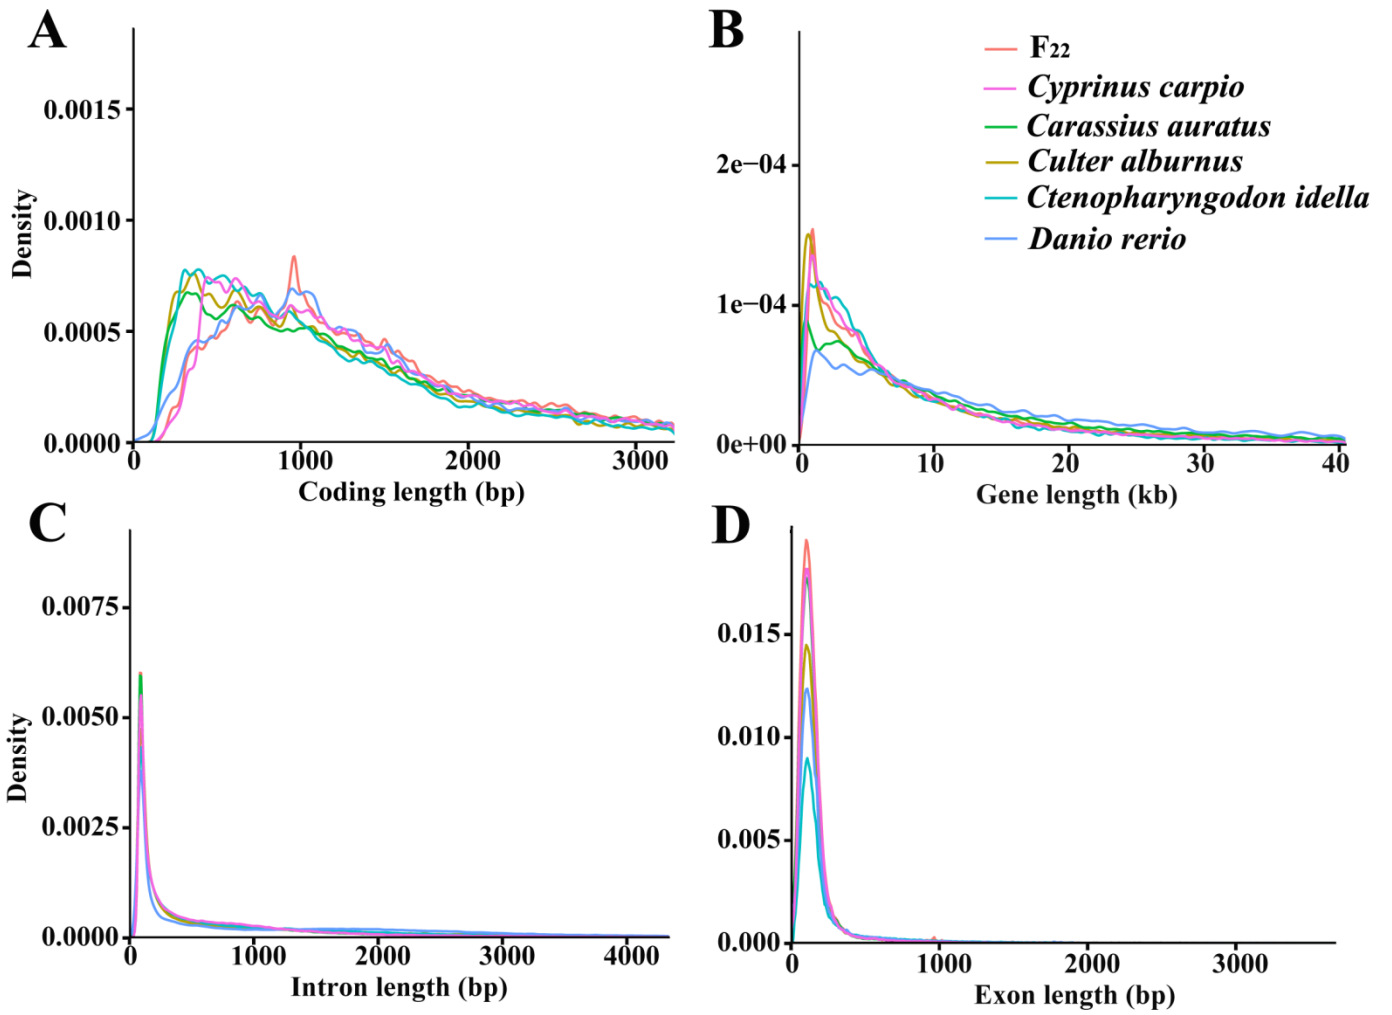 A
Density
0.0015
0.0010
0.0005
0.0000
0
1000
2000
3000
Coding length (bp)
B
F22
Cyprinus carpio
Carassius auratus
Culter alburnus
Ctenopharyngodon idella
Danio rerio
2e−04
1e−04
0e+00
0
10
20
30
40
Gene length (kb)
C
Density
0.0075
0.0050
0.0025
0.0000
0
1000
2000
3000
4000
Intron length (bp)
D
0.015
0.010
0.005
0.000
0
1000
2000
3000
Exon length (bp)